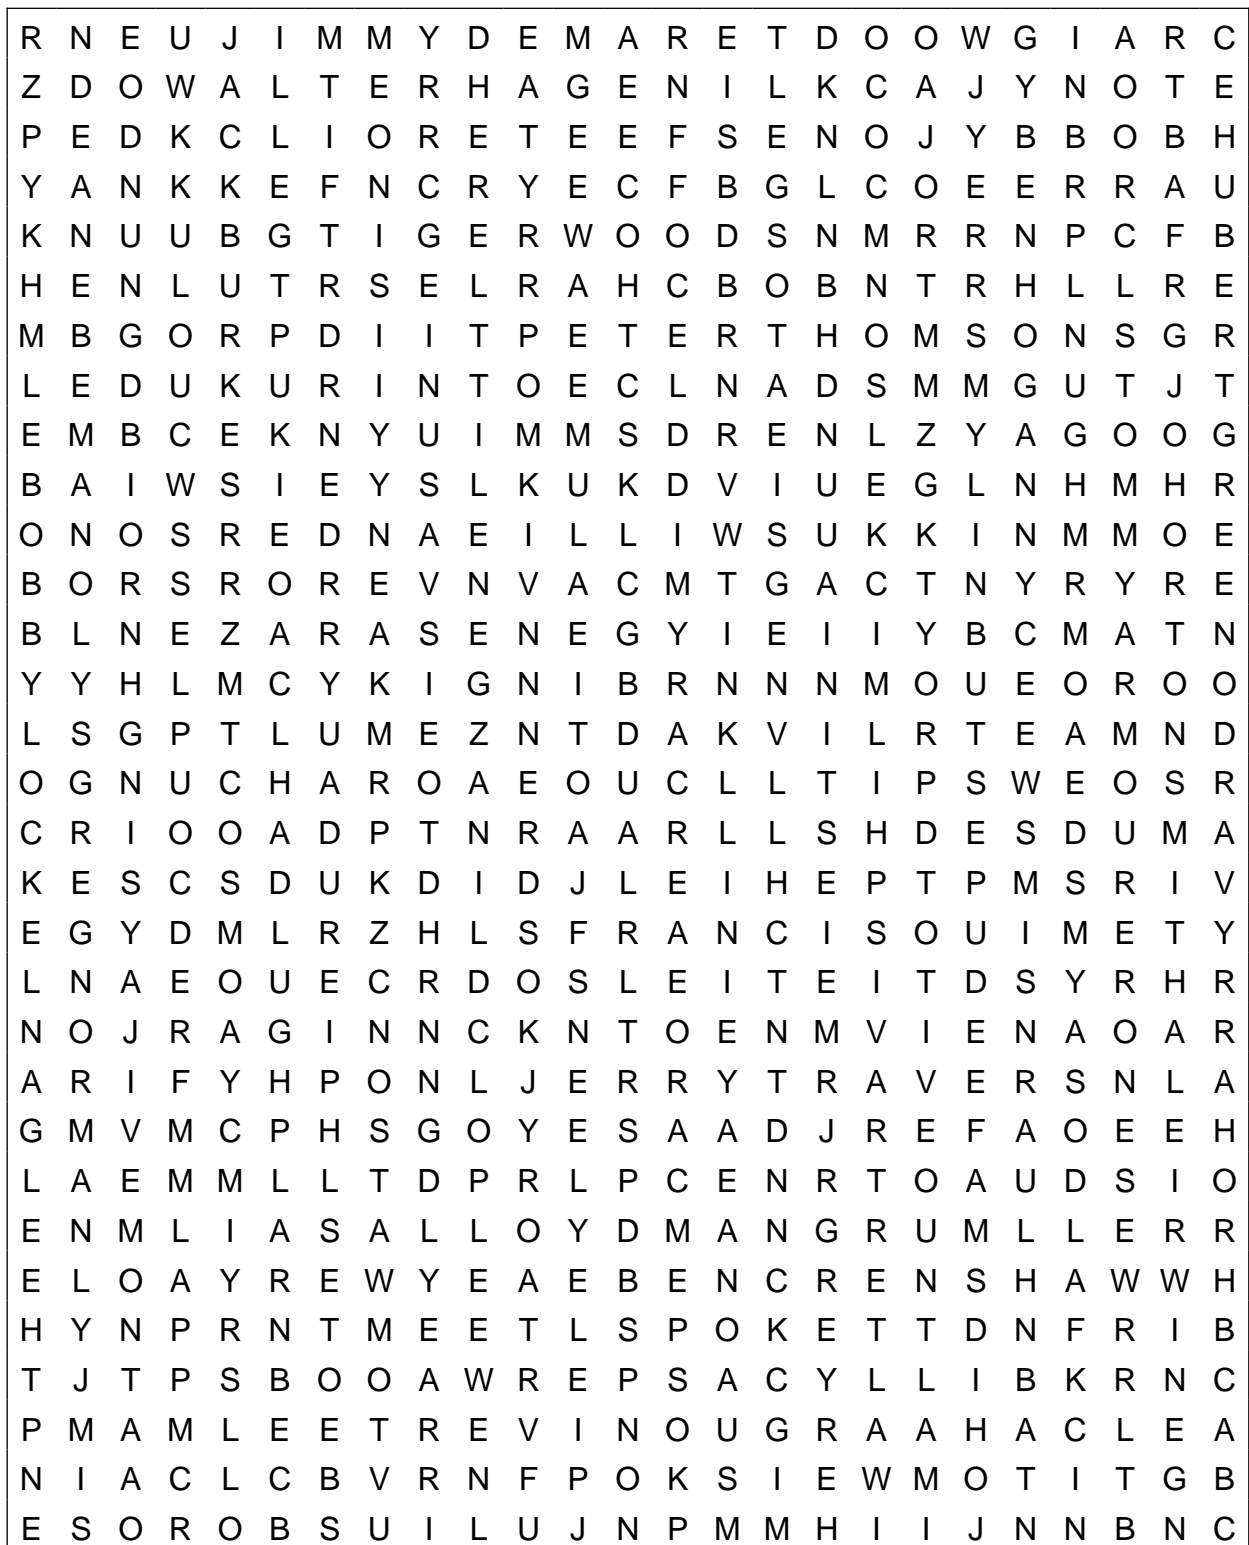 R N E U J I M M Y D E M A R E T D O O W G I A R C
Z D O W A L T E R H A G E N I L K C A J Y N O T E
P E D K C L I O R E T E E F S E N O J Y B B O B H
Y A N K K E F N C R Y E C F B G L C O E E R R A U
K N U U B G T I G E R W O O D S N M R R N P C F B
H E N L U T R S E L R A H C B O B N T R H L L R E
M B G O R P D I I T P E T E R T H O M S O N S G R
L E D U K U R I N T O E C L N A D S M M G U T J T
E M B C E K N Y U I M M S D R E N L Z Y A G O O G
B A I W S I E Y S L K U K D V I U E G L N H M H R
O N O S R E D N A E I L L I W S U K K I N M M O E
B O R S R O R E V N V A C M T G A C T N Y R Y R E
B L N E Z A R A S E N E G Y I E I I Y B C M A T N
Y Y H L M C Y K I G N I B R N N N M O U E O R O O
L S G P T L U M E Z N T D A K V I L R T E A M N D
O G N U C H A R O A E O U C L L T I P S W E O S R
C R I O O A D P T N R A A R L L S H D E S D U M A
K E S C S D U K D I D J L E I H E P T P M S R I V
E G Y D M L R Z H L S F R A N C I S O U I M E T Y
L N A E O U E C R D O S L E I T E I T D S Y R H R
N O J R A G I N N C K N T O E N M V I E N A O A R
A R I F Y H P O N L J E R R Y T R A V E R S N L A
G M V M C P H S G O Y E S A A D J R E F A O E E H
L A E M M L L T D P R L P C E N R T O A U D S I O
E N M L I A S A L L O Y D M A N G R U M L L E R R
E L O A Y R E W Y E A E B E N C R E N S H A W W H
H Y N P R N T M E E T L S P O K E T T D N F R I B
T J T P S B O O A W R E P S A C Y L L I B K R N C
P M A M L E E T R E V I N O U G R A A H A C L E A
N I A C L C B V R N F P O K S I E W M O T I T G B
E S O R O B S U I L U J N P M M H I I J N N B N C